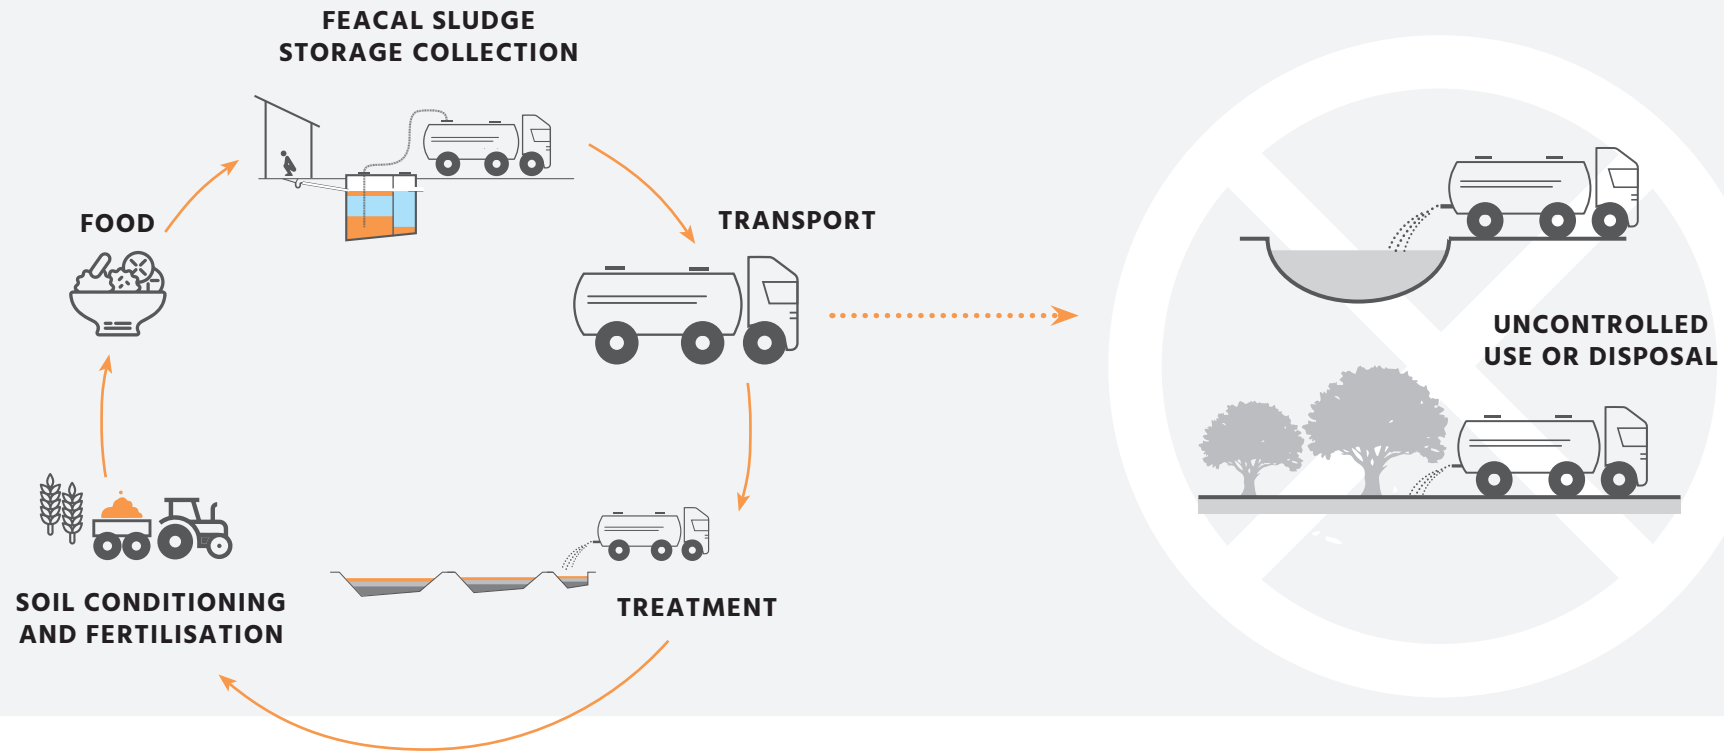 FEACAL SLUDGE
STORAGE COLLECTION
FOOD
TRANSPORT
UNCONTROLLED
USE OR DISPOSAL
SOIL CONDITIONING
AND FERTILISATION
TREATMENT